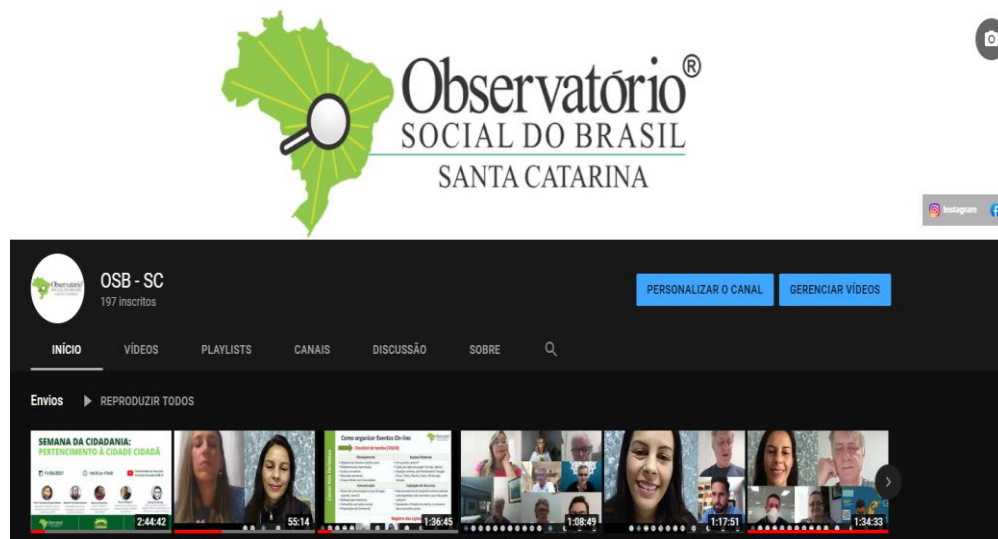 Observatório®
SOCIAL DO BRASIL
SANTA CATARINA
Instagram
OSB - SC
197 inscritos
PERSONALIZAR O CANAL
GERENCIAR VÍDEOS
INÍCIO
VÍDEOS
PLAYLISTS
CANAIS
DISCUSSÃO
SOBRE
Envios
REPRODUZIR TODOS
SEMANA DA CIDADANIA:
PERTENCIMENTO À CIDADE CIDADÃ
2:44:42
55:14
Como organizar Eventos On-line
1:36:45
1:08:49
1:17:51
1:34:33